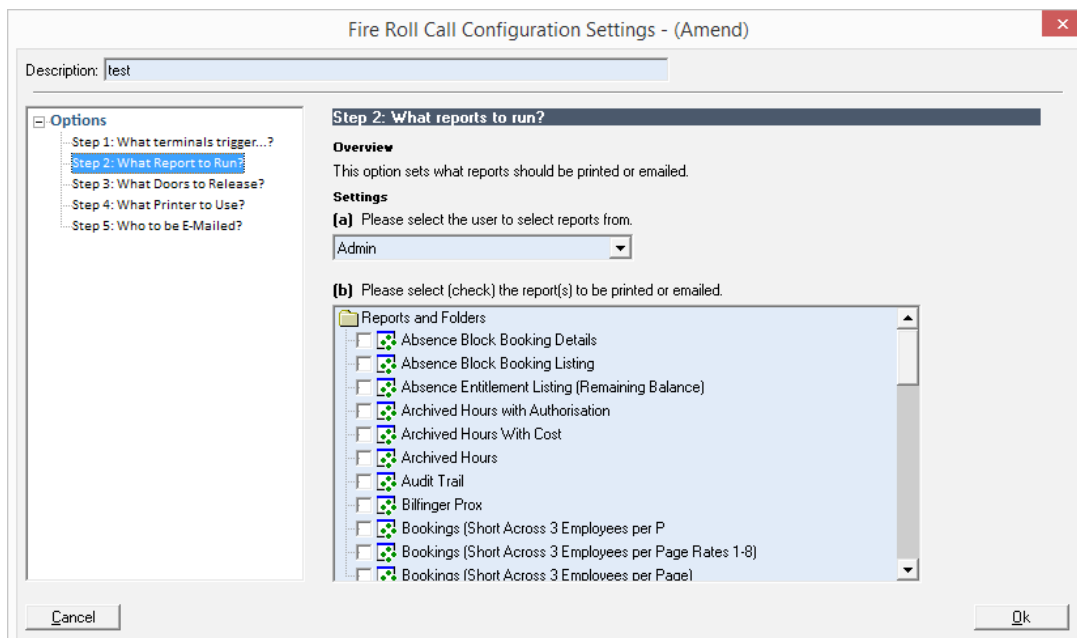 Fire Roll Call Configuration Settings - (Amend)
Description: test
Options
Step 1: What terminals trigger...?
Step 2: What Report to Run?
Step 3: What Doors to Release?
Step 4: What Printer to Use?
Step 5: Who to be E-Mailed?
Step 2: What reports to run?
Overview
This option sets what reports should be printed or emailed.
Settings
(a) Please select the user to select reports from.
Admin
(b) Please select (check) the report(s) to be printed or emailed.
Reports and Folders
Absence Block Booking Details
Absence Block Booking Listing
Absence Entitlement Listing (Remaining Balance)
Archived Hours with Authorisation
Archived Hours With Cost
Archived Hours
Audit Trail
Bilfinger Prox
Bookings (Short Across 3 Employees per P
Bookings (Short Across 3 Employees per Page Rates 1-8)
Bookings (Short Across 3 Employees per Page)
Cancel
Ok